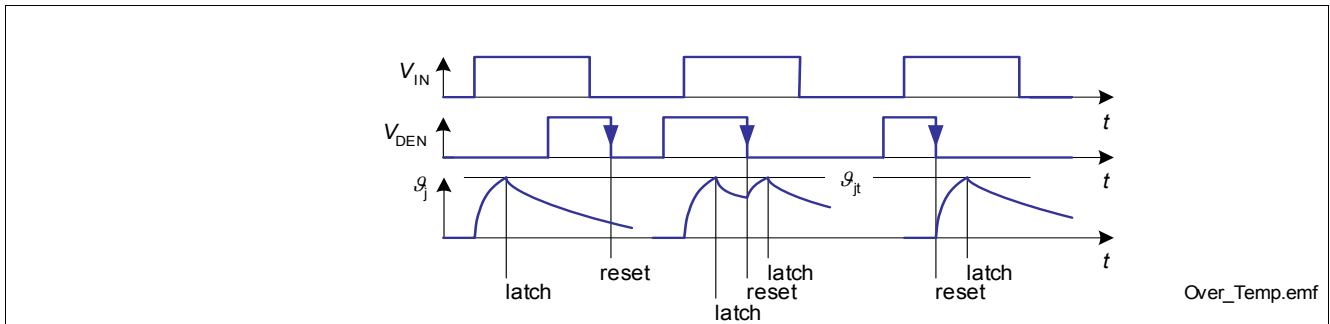 V_IN
t
V_DEN
t
ϑ_j
ϑ_jt
t
reset
latch
reset
latch
latch
reset
latch
Over_Temp.emf